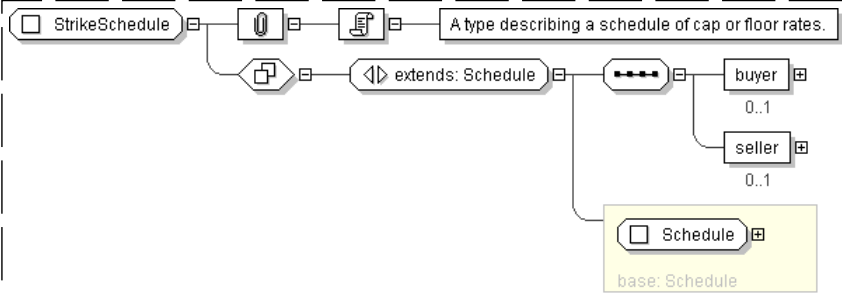 StrikeSchedule
A type describing a schedule of cap or floor rates.
extends: Schedule
buyer
0..1
seller
0..1
Schedule
base: Schedule